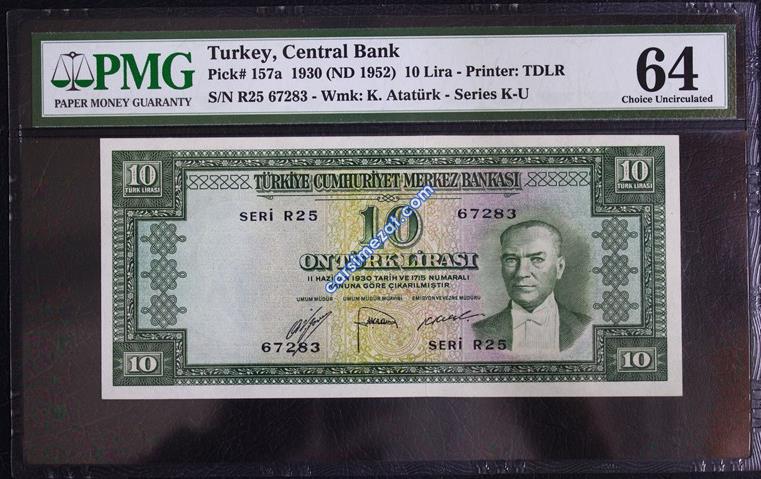 PMG
PAPER MONEY GUARANTY
Turkey, Central Bank
Pick# 157a 1930 (ND 1952) 10 Lira - Printer: TDLR
S/N R25 67283 - Wmk: K. Atatürk - Series K-U
64
Choice Uncirculated
10
TÜRK LİRASI
10
TÜRK LİRASI
TÜRKİYE CUMHURİYET MERKEZ BANKASI
SERİ R25
10
67283
ON TÜRK LİRASI
11 HAZİRAN 1930 TARİH VE 1715 NUMARALI
KANUNA GÖRE ÇIKARILMIŞTIR
UMUM MÜDÜR
UMUM MÜDÜR MUAVİNİ
EMİSYON VE VEZNE MÜDÜRÜ
67283
SERİ R25
10
10
carsimezat.com